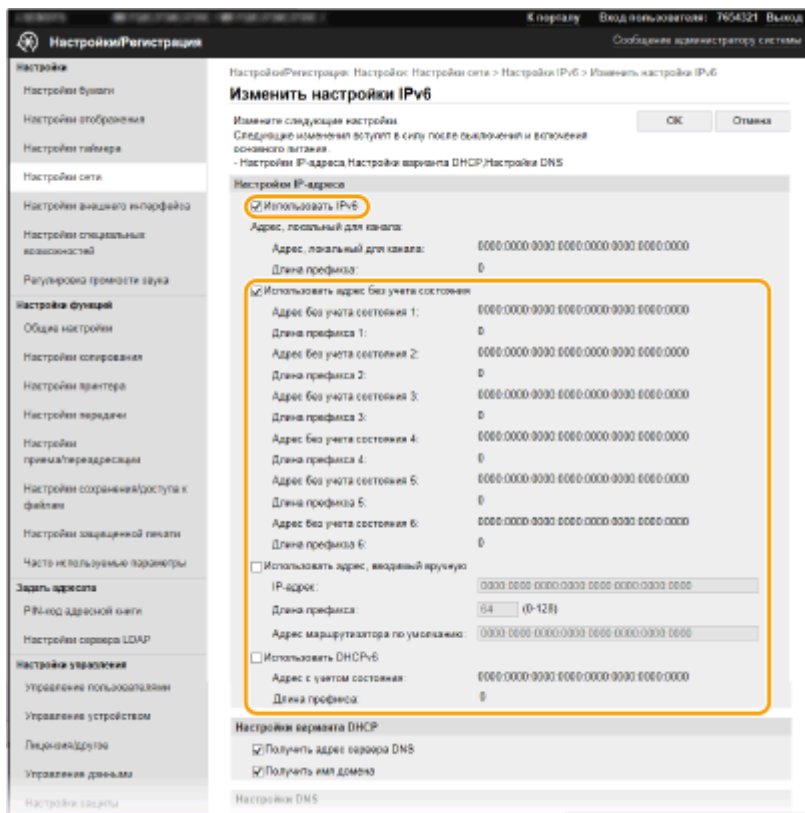 К порталу Вход пользователя: 7654321 Выход
Настройки/Регистрация
Сообщение администратору системы
Настройки
Настройки бумаги
Настройки отображения
Настройки таймера
Настройки сети
Настройки внешнего интерфейса
Настройки специальных
возможностей
Регулировка громкости звука
Настройки функций
Общие настройки
Настройки копирования
Настройки принтера
Настройки передачи
Настройки
приема/переадресации
Настройки сохранения/доступа к
файлам
Настройки защищенной печати
Часто используемые параметры
Задать адресата
PIN-код адресной книги
Настройки сервера LDAP
Настройки управления
Управление пользователями
Управление устройством
Лицензия/другое
Управление данными
Настройки защиты
Настройки/Регистрация: Настройки: Настройки сети > Настройки IPv6 > Изменить настройки IPv6
Изменить настройки IPv6
Измените следующие настройки.
Следующие изменения вступят в силу после выключения и включения
основного питания.
- Настройки IP-адреса,Настройки варианта DHCP,Настройки DNS
OK Отмена
Настройки IP-адреса
Использовать IPv6
Адрес, локальный для канала:
Адрес, локальный для канала: 0000:0000:0000:0000:0000:0000:0000
Длина префикса: 0
Использовать адрес без учета состояния
Адрес без учета состояния 1: 0000:0000:0000:0000:0000:0000:0000
Длина префикса 1: 0
Адрес без учета состояния 2: 0000:0000:0000:0000:0000:0000:0000
Длина префикса 2: 0
Адрес без учета состояния 3: 0000:0000:0000:0000:0000:0000:0000
Длина префикса 3: 0
Адрес без учета состояния 4: 0000:0000:0000:0000:0000:0000:0000
Длина префикса 4: 0
Адрес без учета состояния 5: 0000:0000:0000:0000:0000:0000:0000
Длина префикса 5: 0
Адрес без учета состояния 6: 0000:0000:0000:0000:0000:0000:0000
Длина префикса 6: 0
Использовать адрес, вводимый вручную
IP-адрес: 0000:0000:0000:0000:0000:0000:0000
Длина префикса: 64 (0-128)
Адрес маршрутизатора по умолчанию: 0000:0000:0000:0000:0000:0000:0000
Использовать DHCPv6
Адрес с учетом состояния: 0000:0000:0000:0000:0000:0000:0000
Длина префикса: 0
Настройки варианта DHCP
Получить адрес сервера DNS
Получить имя домена
Настройки DNS